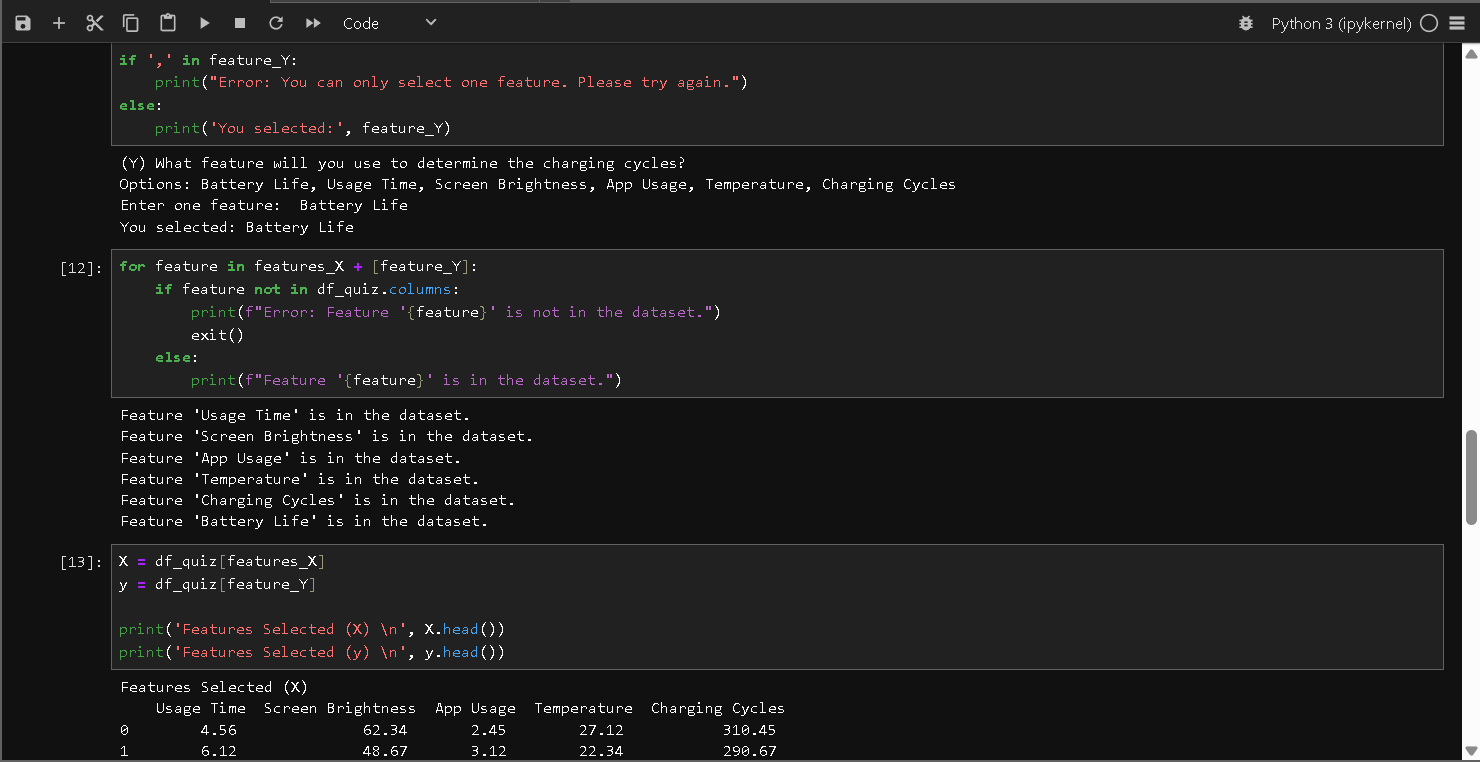 Code
Python 3 (ipykernel)
if ',' in feature_Y:
    print("Error: You can only select one feature. Please try again.")
else:
    print('You selected:', feature_Y)
(Y) What feature will you use to determine the charging cycles?
Options: Battery Life, Usage Time, Screen Brightness, App Usage, Temperature, Charging Cycles
Enter one feature:  Battery Life
You selected: Battery Life
[12]:
for feature in features_X + [feature_Y]:
    if feature not in df_quiz.columns:
        print(f"Error: Feature '{feature}' is not in the dataset.")
        exit()
    else:
        print(f"Feature '{feature}' is in the dataset.")
Feature 'Usage Time' is in the dataset.
Feature 'Screen Brightness' is in the dataset.
Feature 'App Usage' is in the dataset.
Feature 'Temperature' is in the dataset.
Feature 'Charging Cycles' is in the dataset.
Feature 'Battery Life' is in the dataset.
[13]:
X = df_quiz[features_X]
y = df_quiz[feature_Y]
print('Features Selected (X) \n', X.head())
print('Features Selected (y) \n', y.head())
Features Selected (X)
    Usage Time  Screen Brightness  App Usage  Temperature  Charging Cycles
0        4.56              62.34       2.45        27.12           310.45
1        6.12              48.67       3.12        22.34           290.67